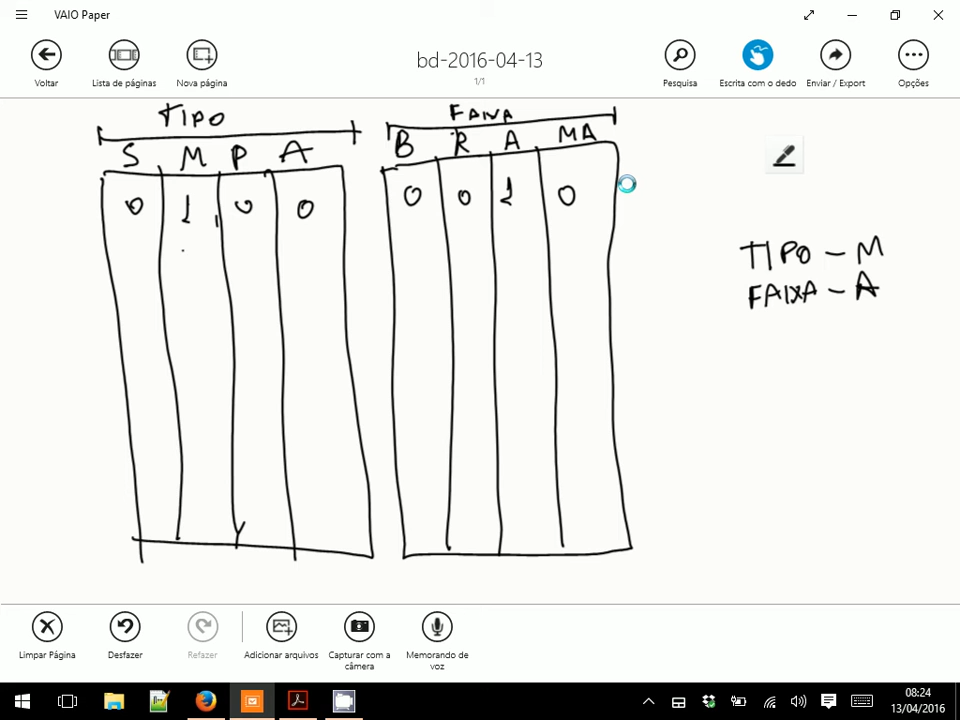 VAIO Paper
Voltar
Lista de páginas
Nova página
bd-2016-04-13
1/1
Pesquisa
Escrita com o dedo
Enviar / Export
Opções
TIPO
FAIXA
S M P A
B R A MA
0 1 0 0
0 0 1 0
TIPO - M
FAIXA - A
Limpar Página
Desfazer
Refazer
Adicionar arquivos
Capturar com a
câmera
Memorando de
voz
08:24
13/04/2016